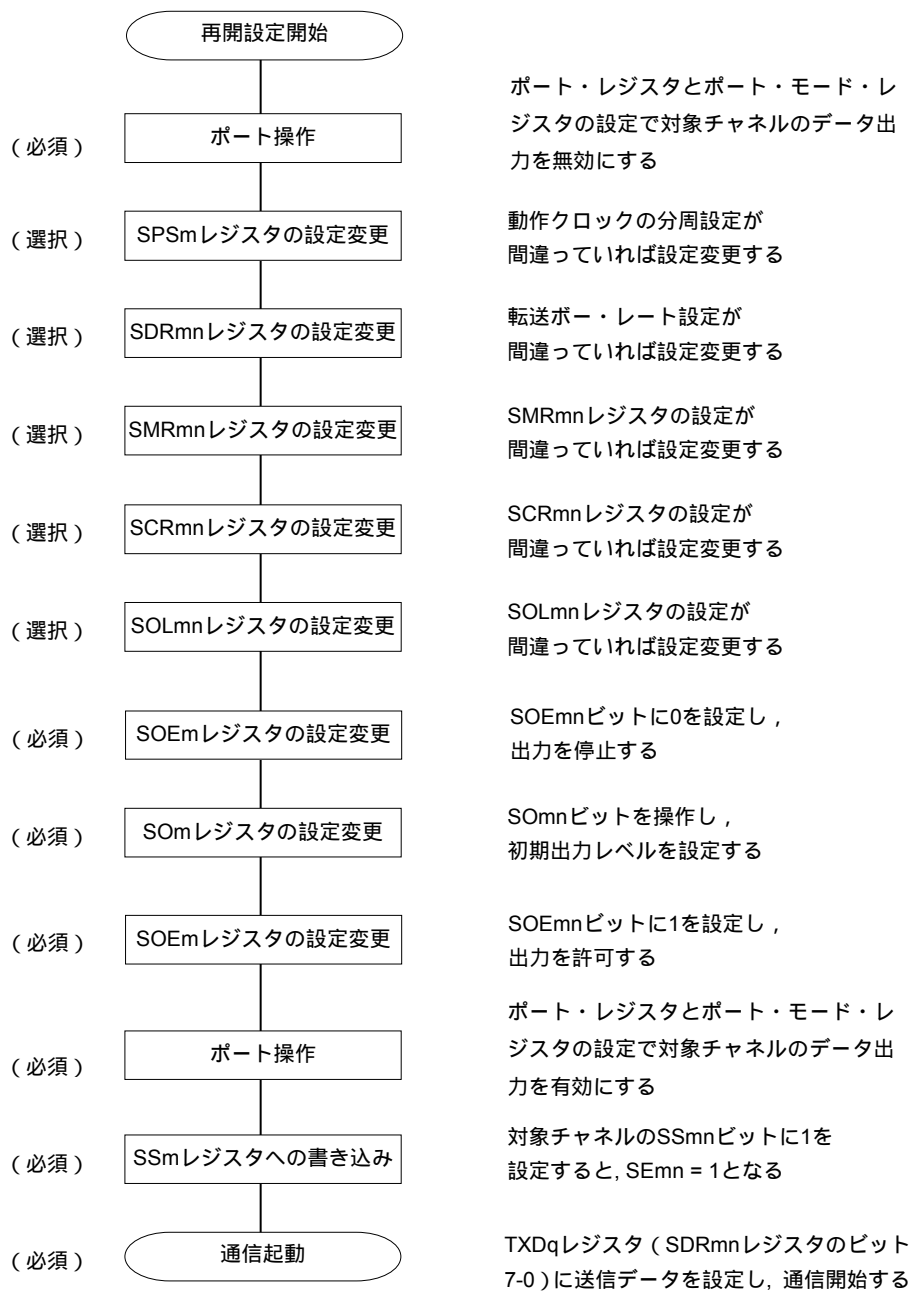 再開設定開始
(必須)
ポート操作
ポート・レジスタとポート・モード・レ
ジスタの設定で対象チャネルのデータ出
力を無効にする
(選択)
SPSmレジスタの設定変更
動作クロックの分周設定が
間違っていれば設定変更する
(選択)
SDRmnレジスタの設定変更
転送ボー・レート設定が
間違っていれば設定変更する
(選択)
SMRmnレジスタの設定変更
SMRmnレジスタの設定が
間違っていれば設定変更する
(選択)
SCRmnレジスタの設定変更
SCRmnレジスタの設定が
間違っていれば設定変更する
(選択)
SOLmnレジスタの設定変更
SOLmnレジスタの設定が
間違っていれば設定変更する
(必須)
SOEmレジスタの設定変更
SOEmnビットに0を設定し,
出力を停止する
(必須)
SOmレジスタの設定変更
SOmnビットを操作し,
初期出力レベルを設定する
(必須)
SOEmレジスタの設定変更
SOEmnビットに1を設定し,
出力を許可する
(必須)
ポート操作
ポート・レジスタとポート・モード・レ
ジスタの設定で対象チャネルのデータ出
力を有効にする
(必須)
SSmレジスタへの書き込み
対象チャネルのSSmnビットに1を
設定すると, SEmn = 1となる
(必須)
通信起動
TXDqレジスタ(SDRmnレジスタのビット
7-0)に送信データを設定し, 通信開始する